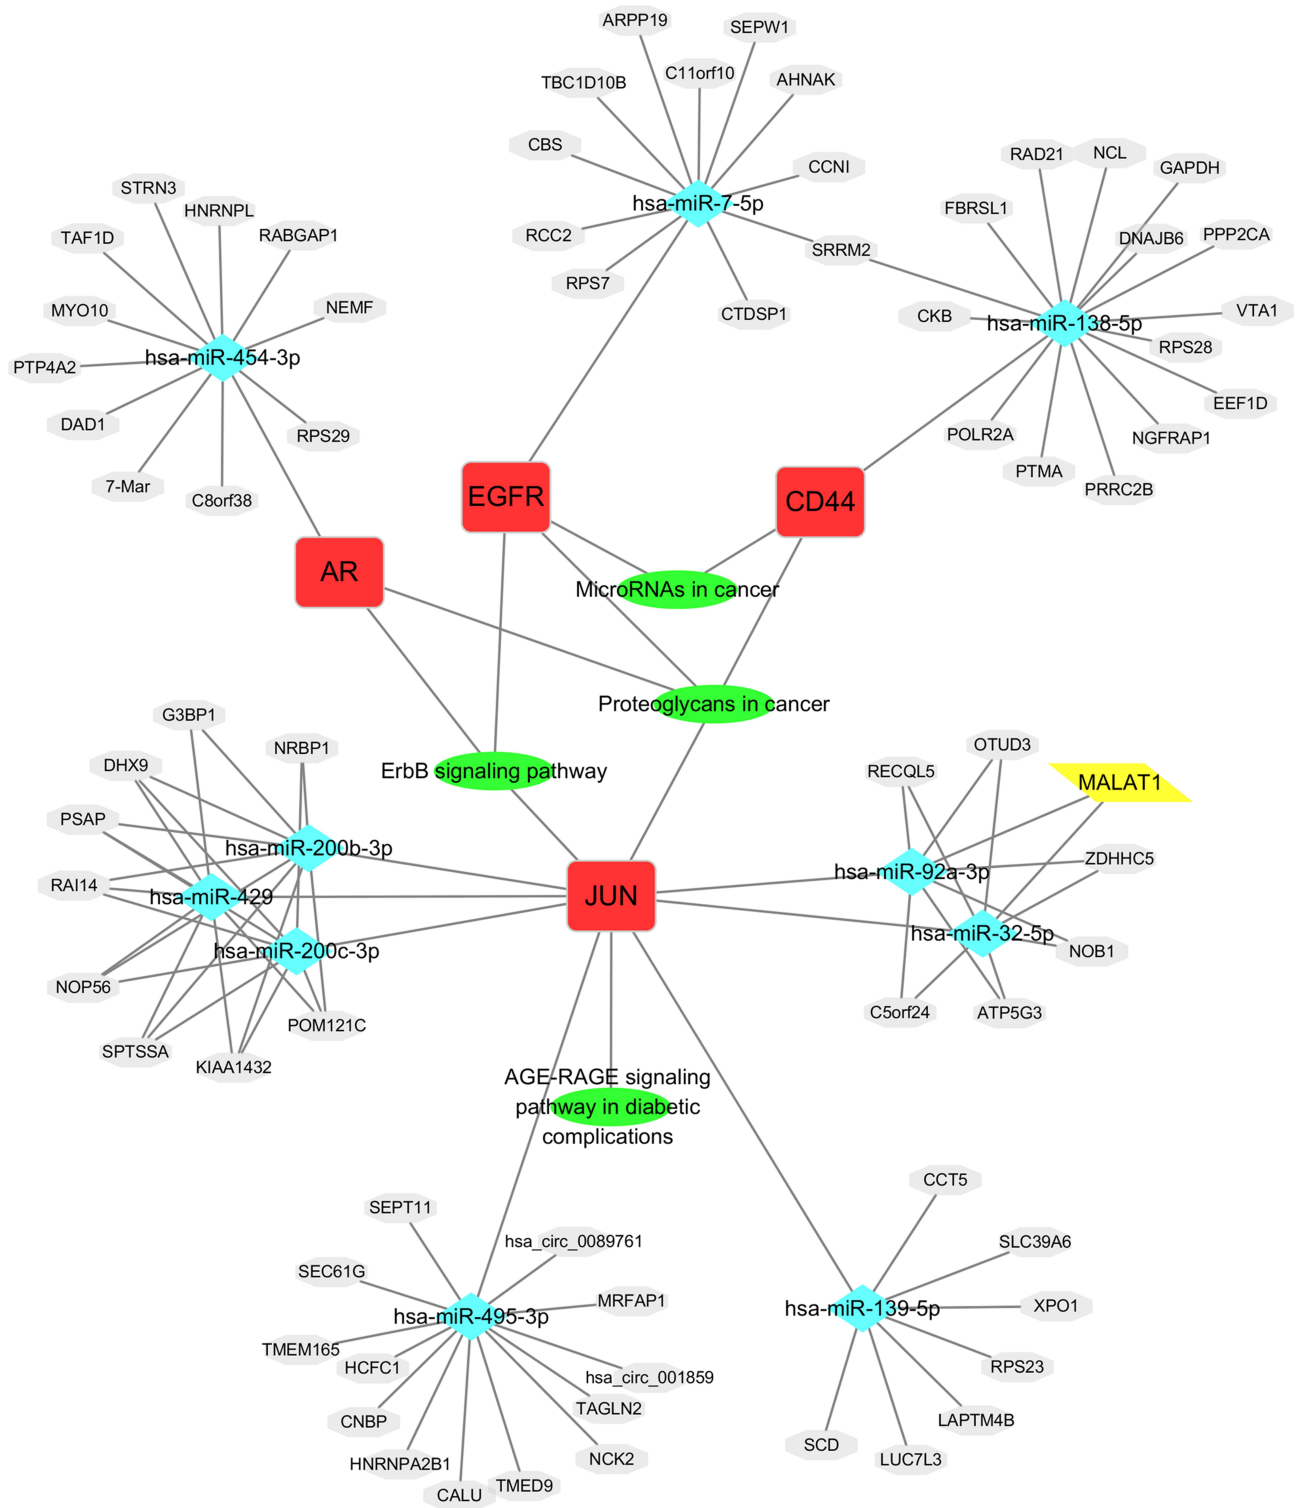 ARPP19
SEPW1
C11orf10
TBC1D10B
AHNAK
CBS
CCNI
hsa-miR-7-5p
RCC2
SRRM2
RPS7
CTDSP1
RAD21
NCL
GAPDH
FBRSL1
DNAJB6
PPP2CA
CKB
hsa-miR-138-5p
VTA1
RPS28
EEF1D
POLR2A
NGFRAP1
PTMA
PRRC2B
STRN3
HNRNPL
TAF1D
RABGAP1
MYO10
NEMF
hsa-miR-454-3p
PTP4A2
DAD1
RPS29
7-Mar
C8orf38
EGFR
CD44
AR
MicroRNAs in cancer
Proteoglycans in cancer
ErbB signaling pathway
G3BP1
NRBP1
DHX9
PSAP
hsa-miR-200b-3p
RAI14
hsa-miR-429
hsa-miR-200c-3p
NOP56
POM121C
SPTSSA
KIAA1432
JUN
OTUD3
RECQL5
MALAT1
ZDHHC5
hsa-miR-92a-3p
hsa-miR-32-5p
NOB1
C5orf24
ATP5G3
AGE-RAGE signaling
pathway in diabetic
complications
SEPT11
hsa_circ_0089761
SEC61G
MRFAP1
hsa-miR-495-3p
TMEM165
HCFC1
hsa_circ_001859
TAGLN2
CNBP
HNRNPA2B1
NCK2
CALU
TMED9
CCT5
SLC39A6
hsa-miR-139-5p
XPO1
RPS23
LAPTM4B
SCD
LUC7L3